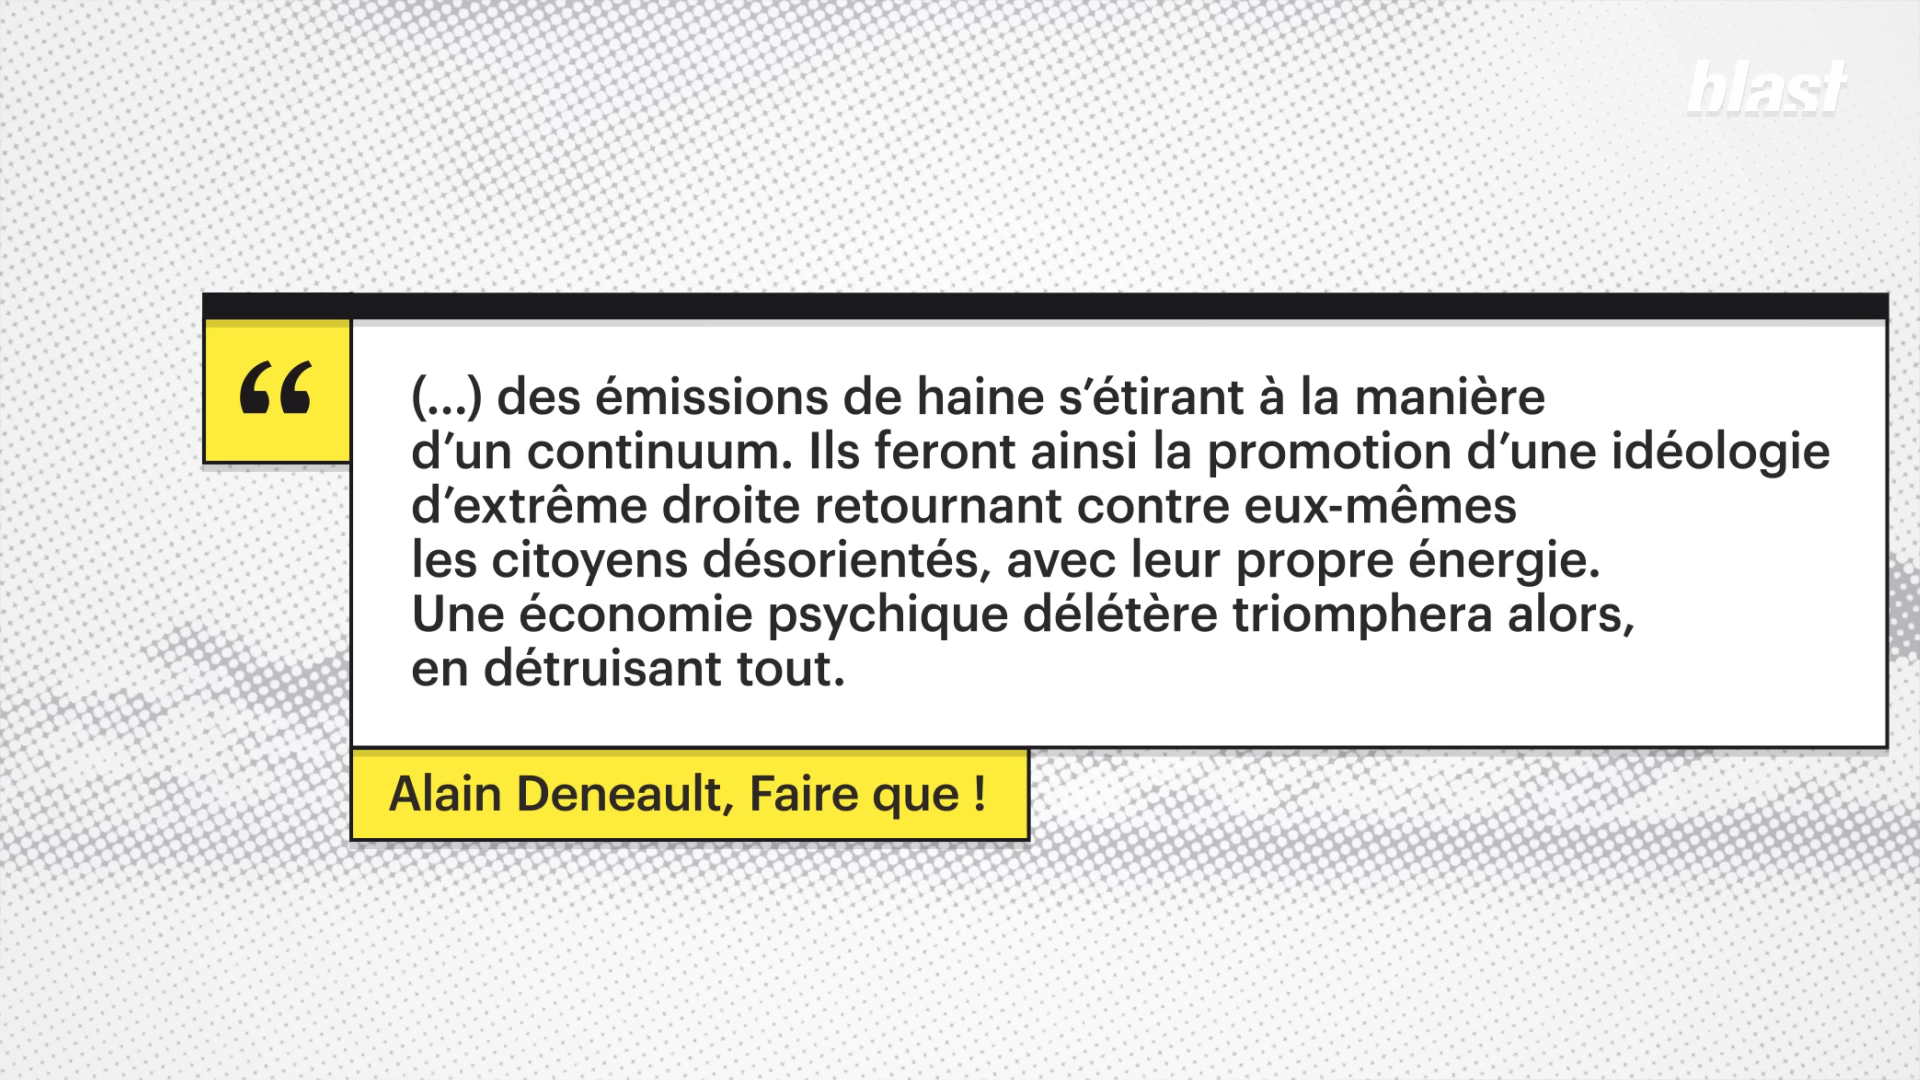 blast
“
(...) des émissions de haine s’étirant à la manière
d’un continuum. Ils feront ainsi la promotion d’une idéologie
d’extrême droite retournant contre eux-mêmes
les citoyens désorientés, avec leur propre énergie.
Une économie psychique délétère triomphera alors,
en détruisant tout.
Alain Deneault, Faire que !